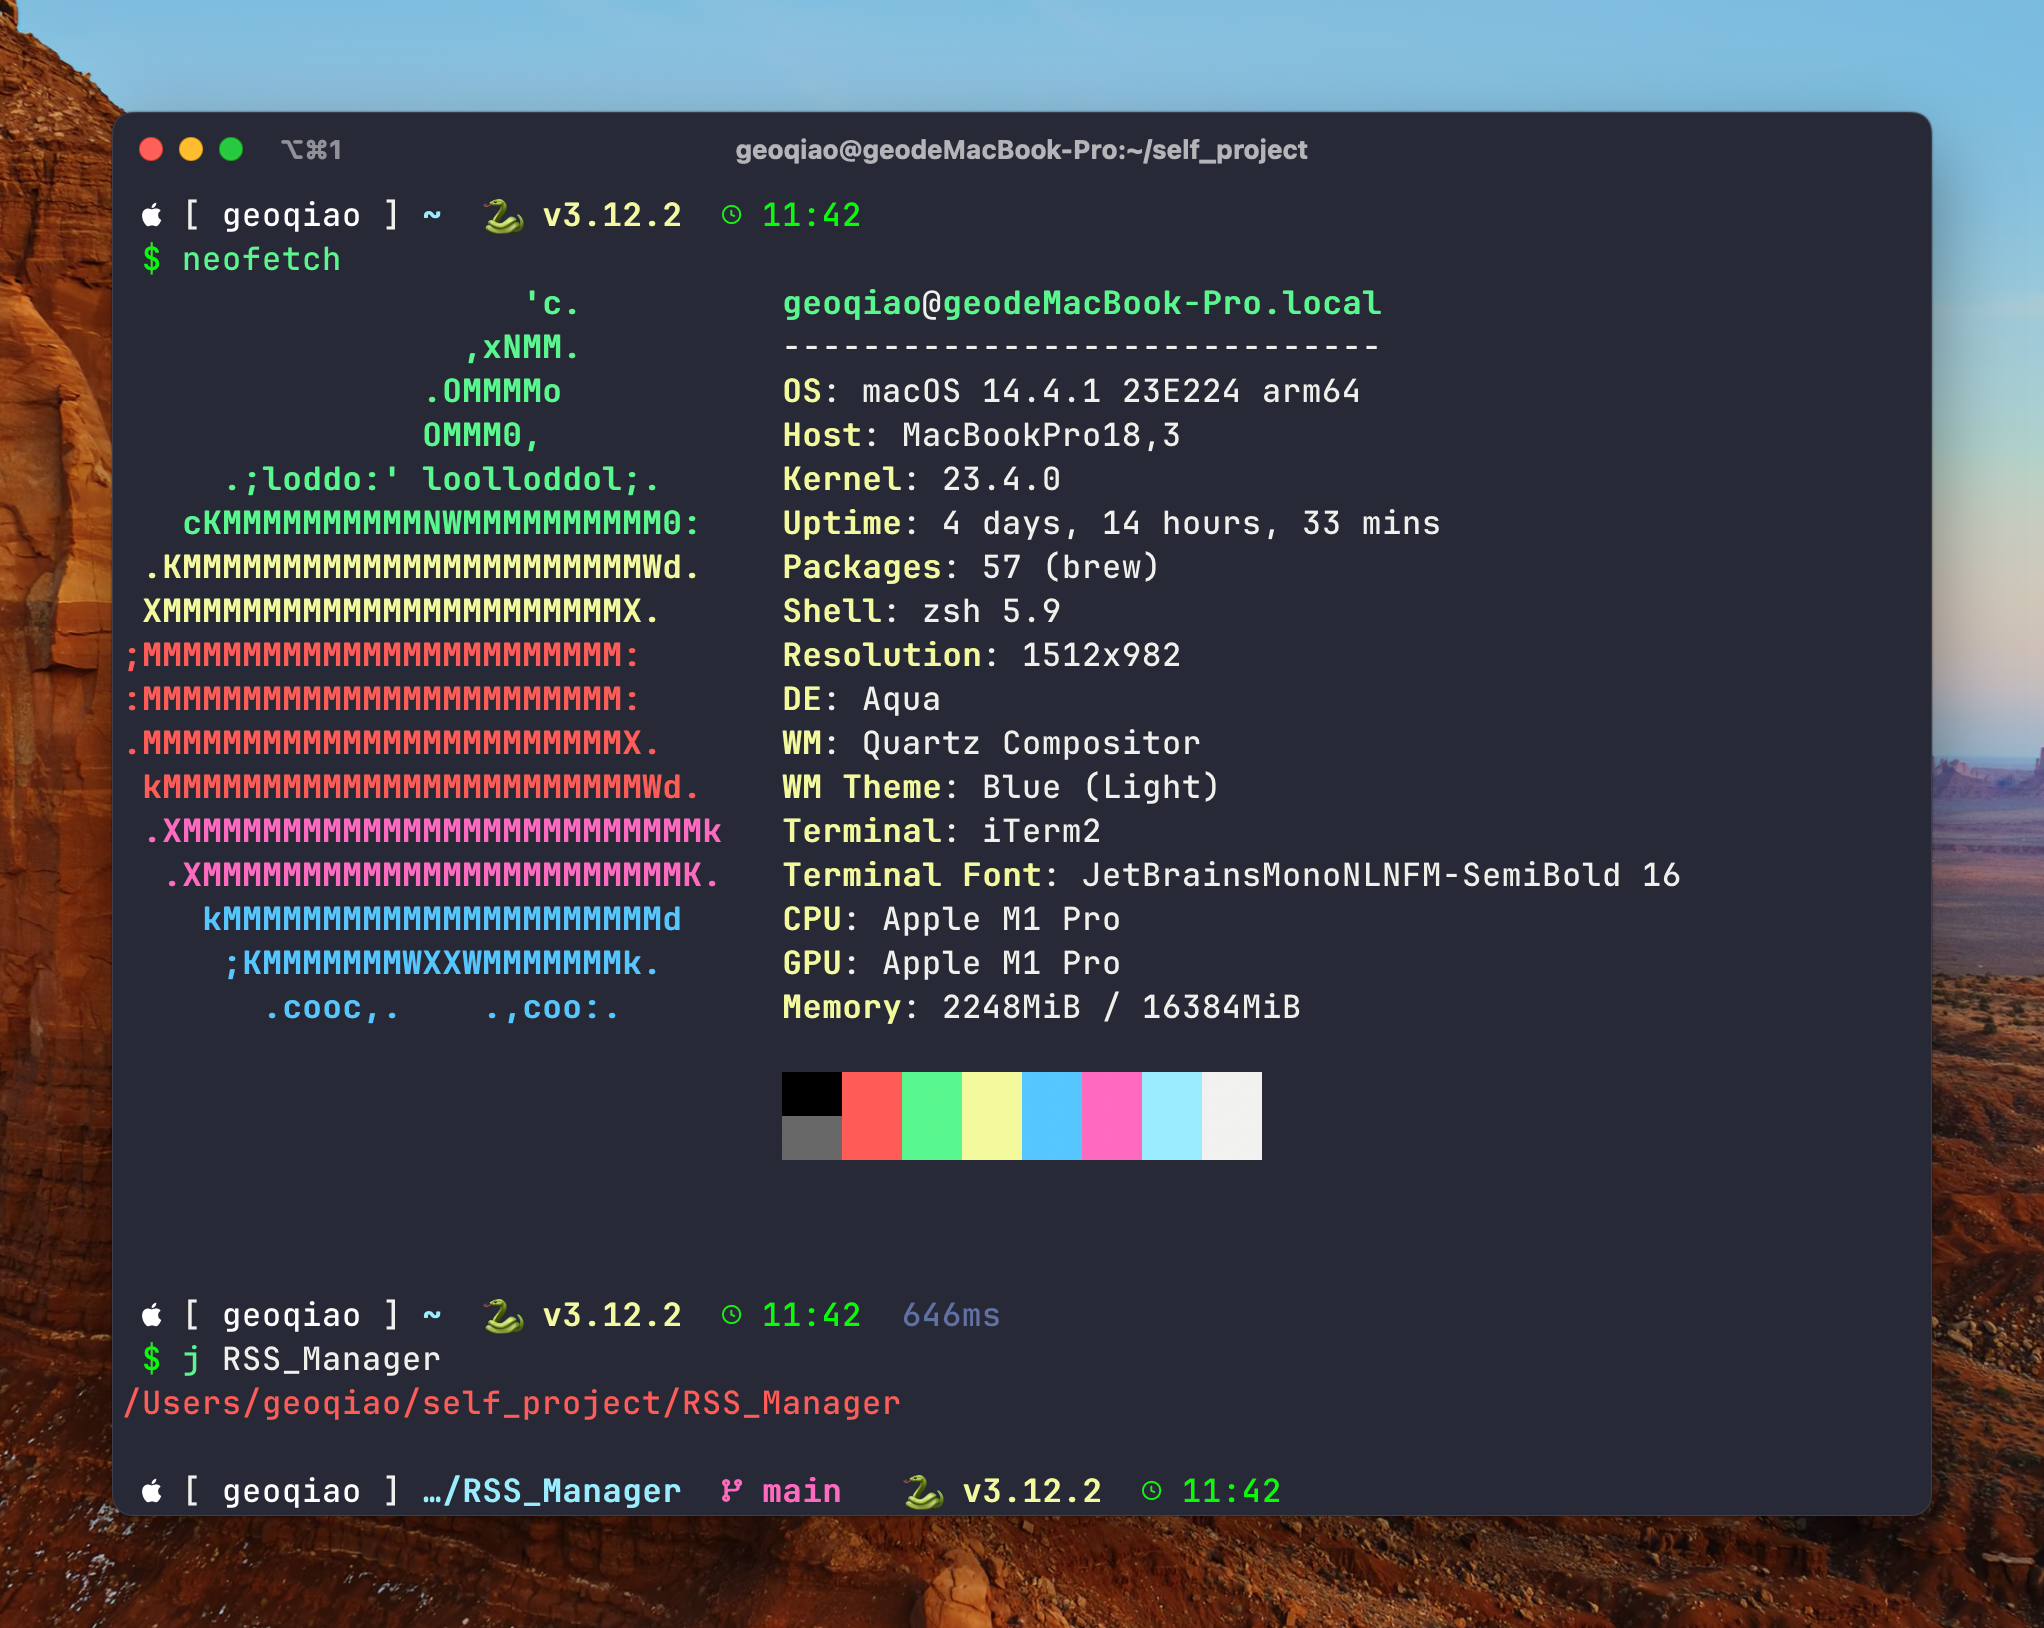 ⌥⌘1 geoqiao@geodeMacBook-Pro:~/self_project
[ geoqiao ] ~ 🐍 v3.12.2 11:42
$ neofetch
'c. geoqiao@geodeMacBook-Pro.local
,xNMM. ------------------------------
.OMMMMo OS: macOS 14.4.1 23E224 arm64
OMMM0, Host: MacBookPro18,3
.;loddo:' loolloddol;. Kernel: 23.4.0
cKMMMMMMMMMMNWMMMMMMMMMM0: Uptime: 4 days, 14 hours, 33 mins
.KMMMMMMMMMMMMMMMMMMMMMMMWd. Packages: 57 (brew)
XMMMMMMMMMMMMMMMMMMMMMMMX. Shell: zsh 5.9
;MMMMMMMMMMMMMMMMMMMMMMMM: Resolution: 1512x982
:MMMMMMMMMMMMMMMMMMMMMMMM: DE: Aqua
.MMMMMMMMMMMMMMMMMMMMMMMMX. WM: Quartz Compositor
kMMMMMMMMMMMMMMMMMMMMMMMMWd. WM Theme: Blue (Light)
.XMMMMMMMMMMMMMMMMMMMMMMMMMMk Terminal: iTerm2
.XMMMMMMMMMMMMMMMMMMMMMMMMK. Terminal Font: JetBrainsMonoNLNFM-SemiBold 16
kMMMMMMMMMMMMMMMMMMMMMMd CPU: Apple M1 Pro
;KMMMMMMMWXXWMMMMMMMk. GPU: Apple M1 Pro
.cooc,. .,coo:. Memory: 2248MiB / 16384MiB
[ geoqiao ] ~ 🐍 v3.12.2 11:42 646ms
$ j RSS_Manager
/Users/geoqiao/self_project/RSS_Manager
[ geoqiao ] …/RSS_Manager main 🐍 v3.12.2 11:42